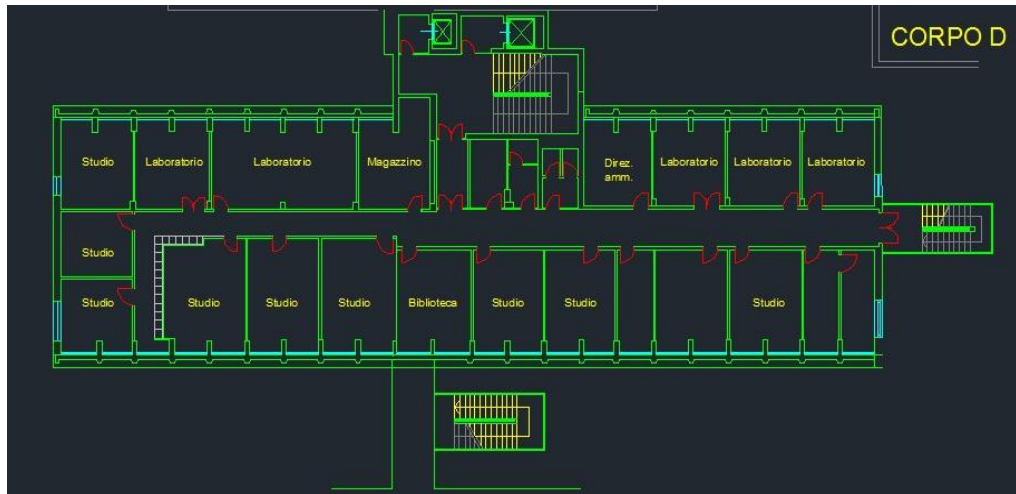 CORPO D
Studio
Laboratorio
Laboratorio
Magazzino
Direz.
amm.
Laboratorio
Laboratorio
Laboratorio
Studio
Studio
Studio
Studio
Studio
Biblioteca
Studio
Studio
Studio